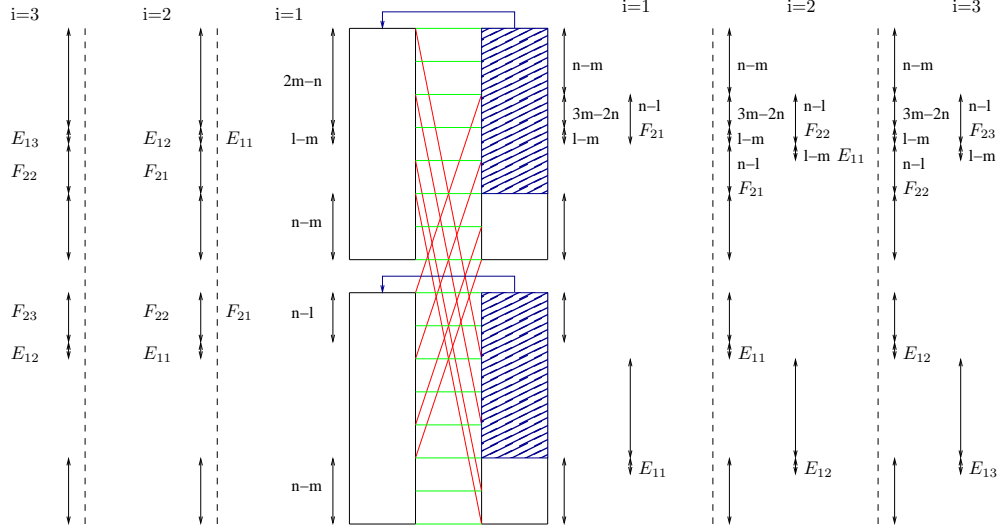 i=3 i=2 i=1 i=1 i=2 i=3
n−m n−m n−m
2m−n
n−l n−l n−l
3m−2n 3m−2n 3m−2n
E₁₃ E₁₂ E₁₁ l−m l−m F₂₁ l−m F₂₂ l−m F₂₃
l−m E₁₁ l−m
F₂₂ F₂₁ n−l n−l
F₂₁ F₂₂
n−m
F₂₃ F₂₂ F₂₁ n−l
E₁₂ E₁₁ E₁₁ E₁₂
E₁₁ E₁₂ E₁₃
n−m